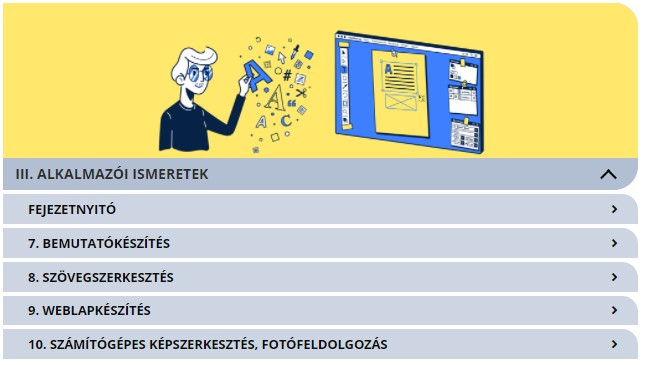 III. ALKALMAZÓI ISMERETEK
FEJEZETNYITÓ
7. BEMUTATÓKÉSZÍTÉS
8. SZÖVEGSZERKESZTÉS
9. WEBLAPKÉSZÍTÉS
10. SZÁMÍTÓGÉPES KÉPSZERKESZTÉS, FOTÓFELDOLGOZÁS